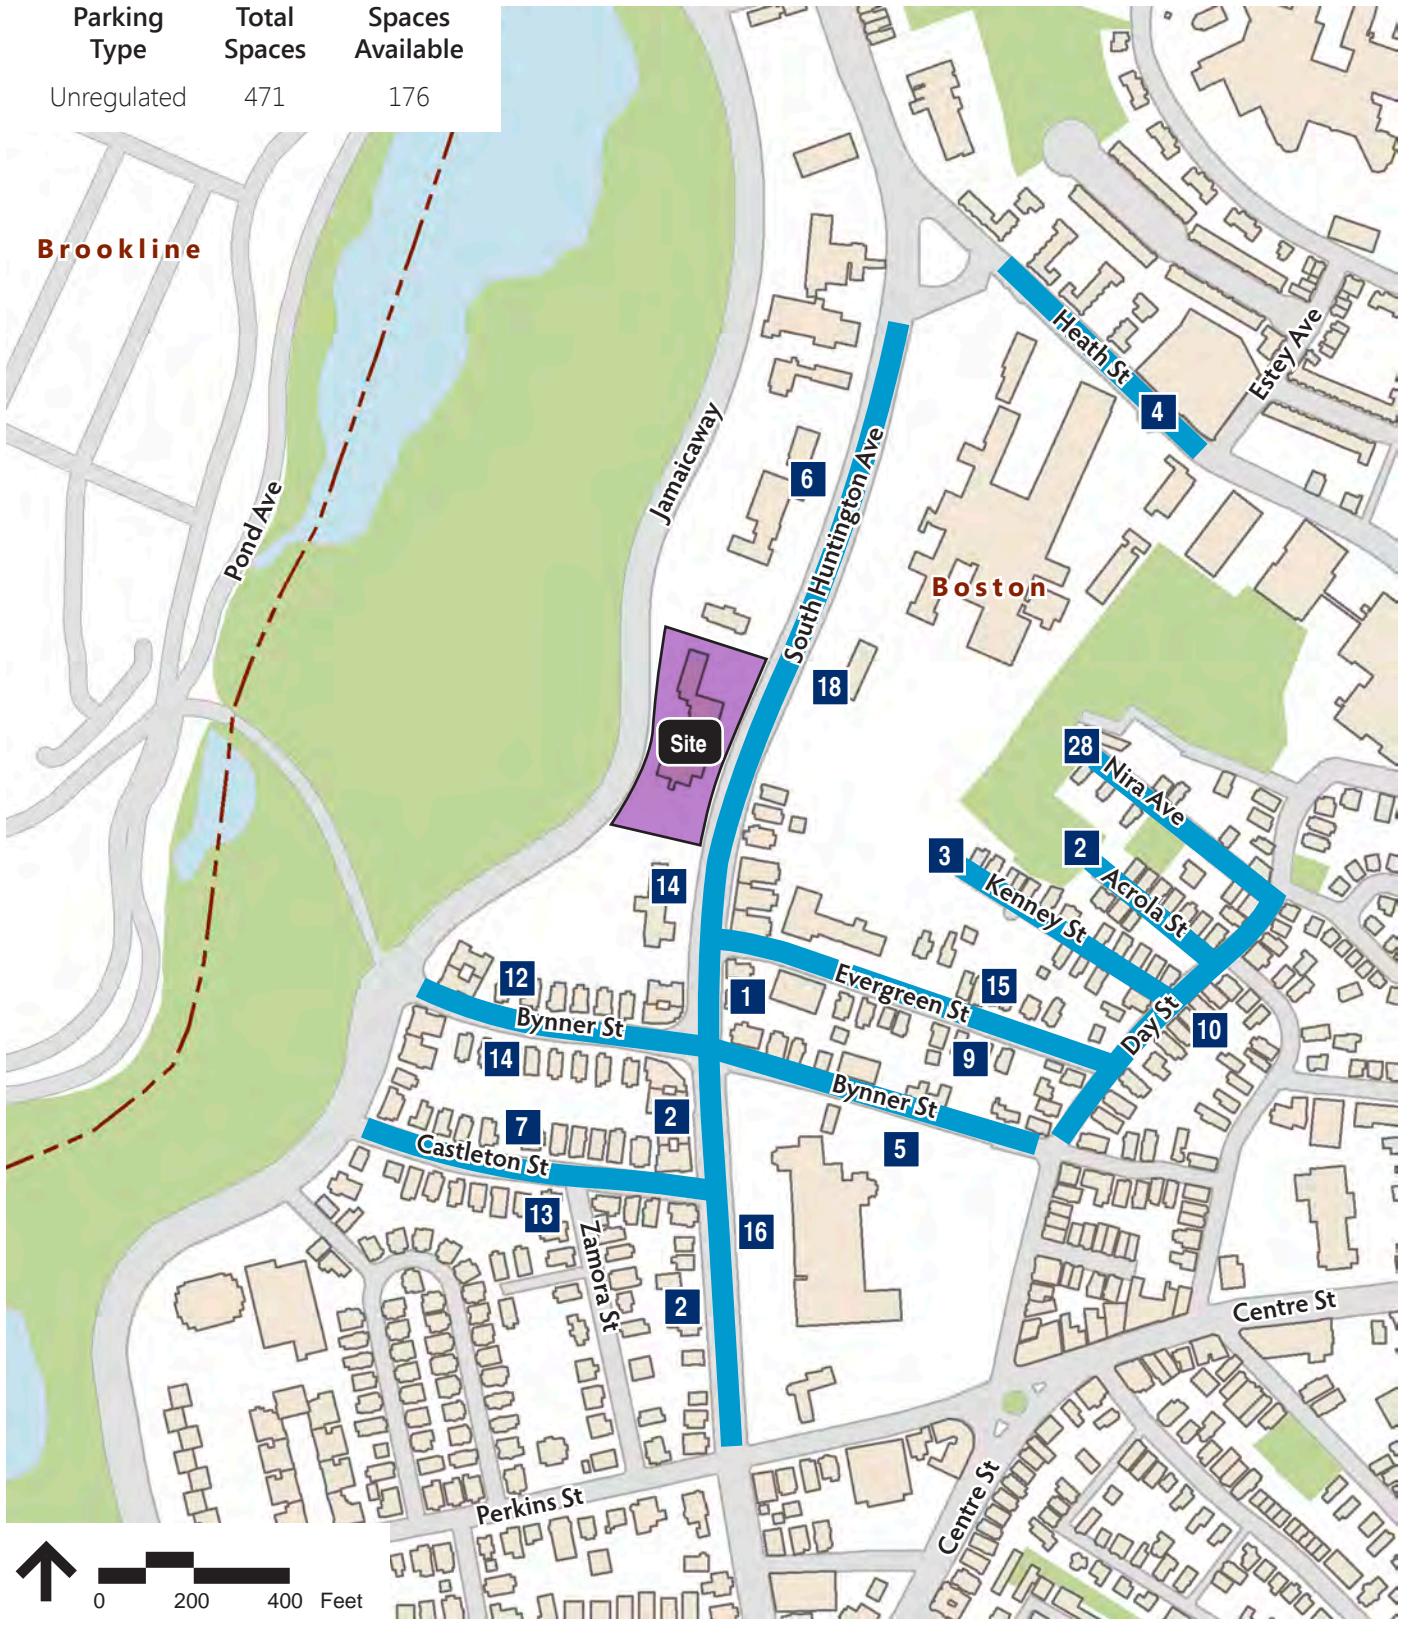 Parking Type Total Spaces Spaces Available
Unregulated 471 176
Brookline
Heath St
Estey Ave
4
Jamaicaway
6
South Huntington Ave
Pond Ave
Boston
18
Site
28
Nira Ave
2
Acrola St
3
Kenney St
14
12
Bynner St
1
Evergreen St
15
Day St
10
14
9
Bynner St
2
7
Castleton St
5
13
16
Zamora St
2
Centre St
Perkins St
Centre St
0 200 400 Feet